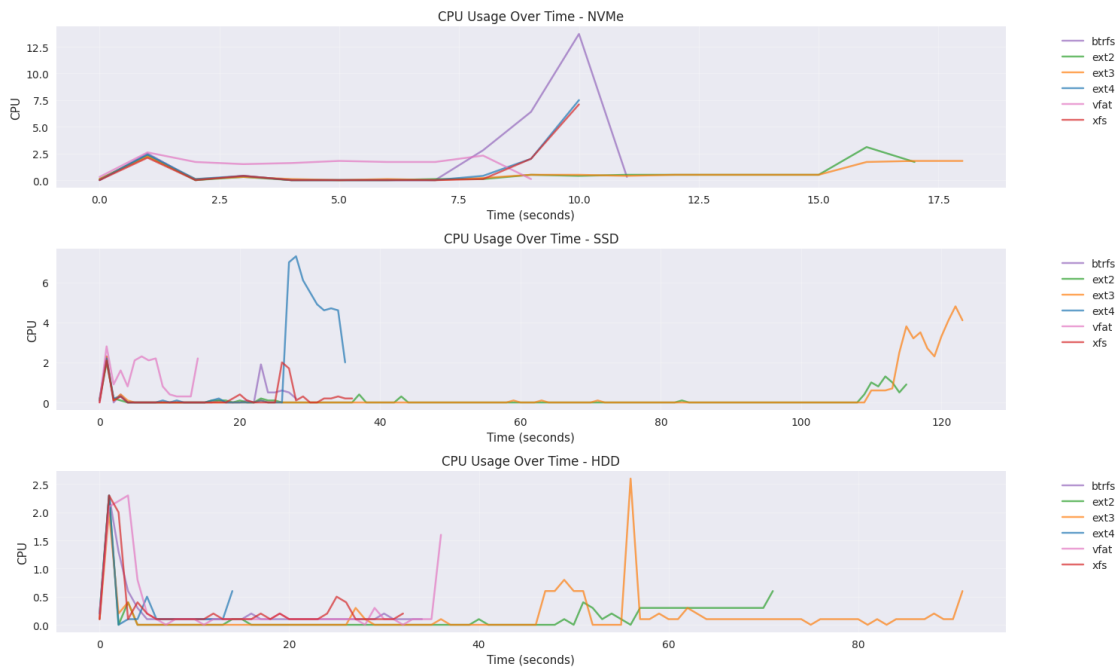 CPU Usage Over Time - NVMe
12.5
10.0
7.5
5.0
2.5
0.0
CPU
0.0 2.5 5.0 7.5 10.0 12.5 15.0 17.5
Time (seconds)
btrfs
ext2
ext3
ext4
vfat
xfs
CPU Usage Over Time - SSD
6
4
2
0
CPU
0 20 40 60 80 100 120
Time (seconds)
btrfs
ext2
ext3
ext4
vfat
xfs
CPU Usage Over Time - HDD
2.5
2.0
1.5
1.0
0.5
0.0
CPU
0 20 40 60 80
Time (seconds)
btrfs
ext2
ext3
ext4
vfat
xfs